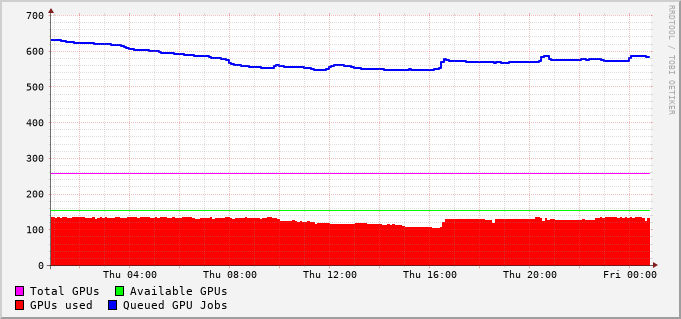 700
600
500
400
300
200
100
0
Thu 04:00 Thu 08:00 Thu 12:00 Thu 16:00 Thu 20:00 Fri 00:00
Total GPUs Available GPUs
GPUs used Queued GPU Jobs
RRDTOOL / TOBI OETIKER